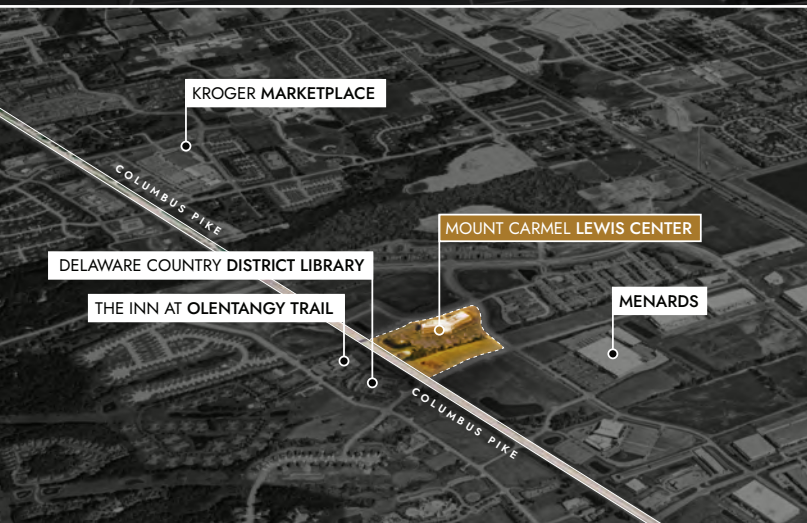 KROGER MARKETPLACE
COLUMBUS PIKE
MOUNT CARMEL LEWIS CENTER
DELAWARE COUNTRY DISTRICT LIBRARY
THE INN AT OLENTANGY TRAIL
MENARDS
COLUMBUS PIKE